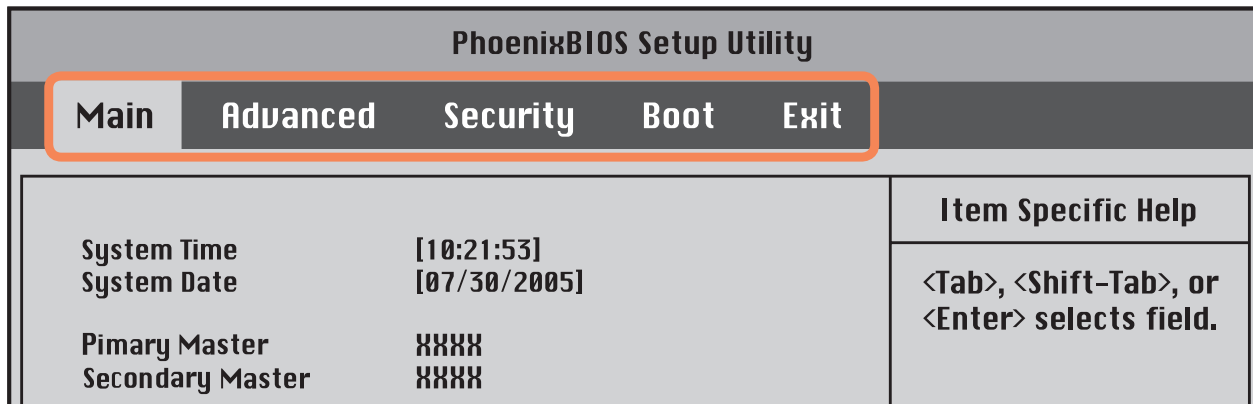 PhoenixBIOS Setup Utility
Main Advanced Security Boot Exit
Item Specific Help
System Time [10:21:53]
System Date [07/30/2005]
<Tab>, <Shift-Tab>, or
<Enter> selects field.
Pimary Master XXXX
Secondary Master XXXX